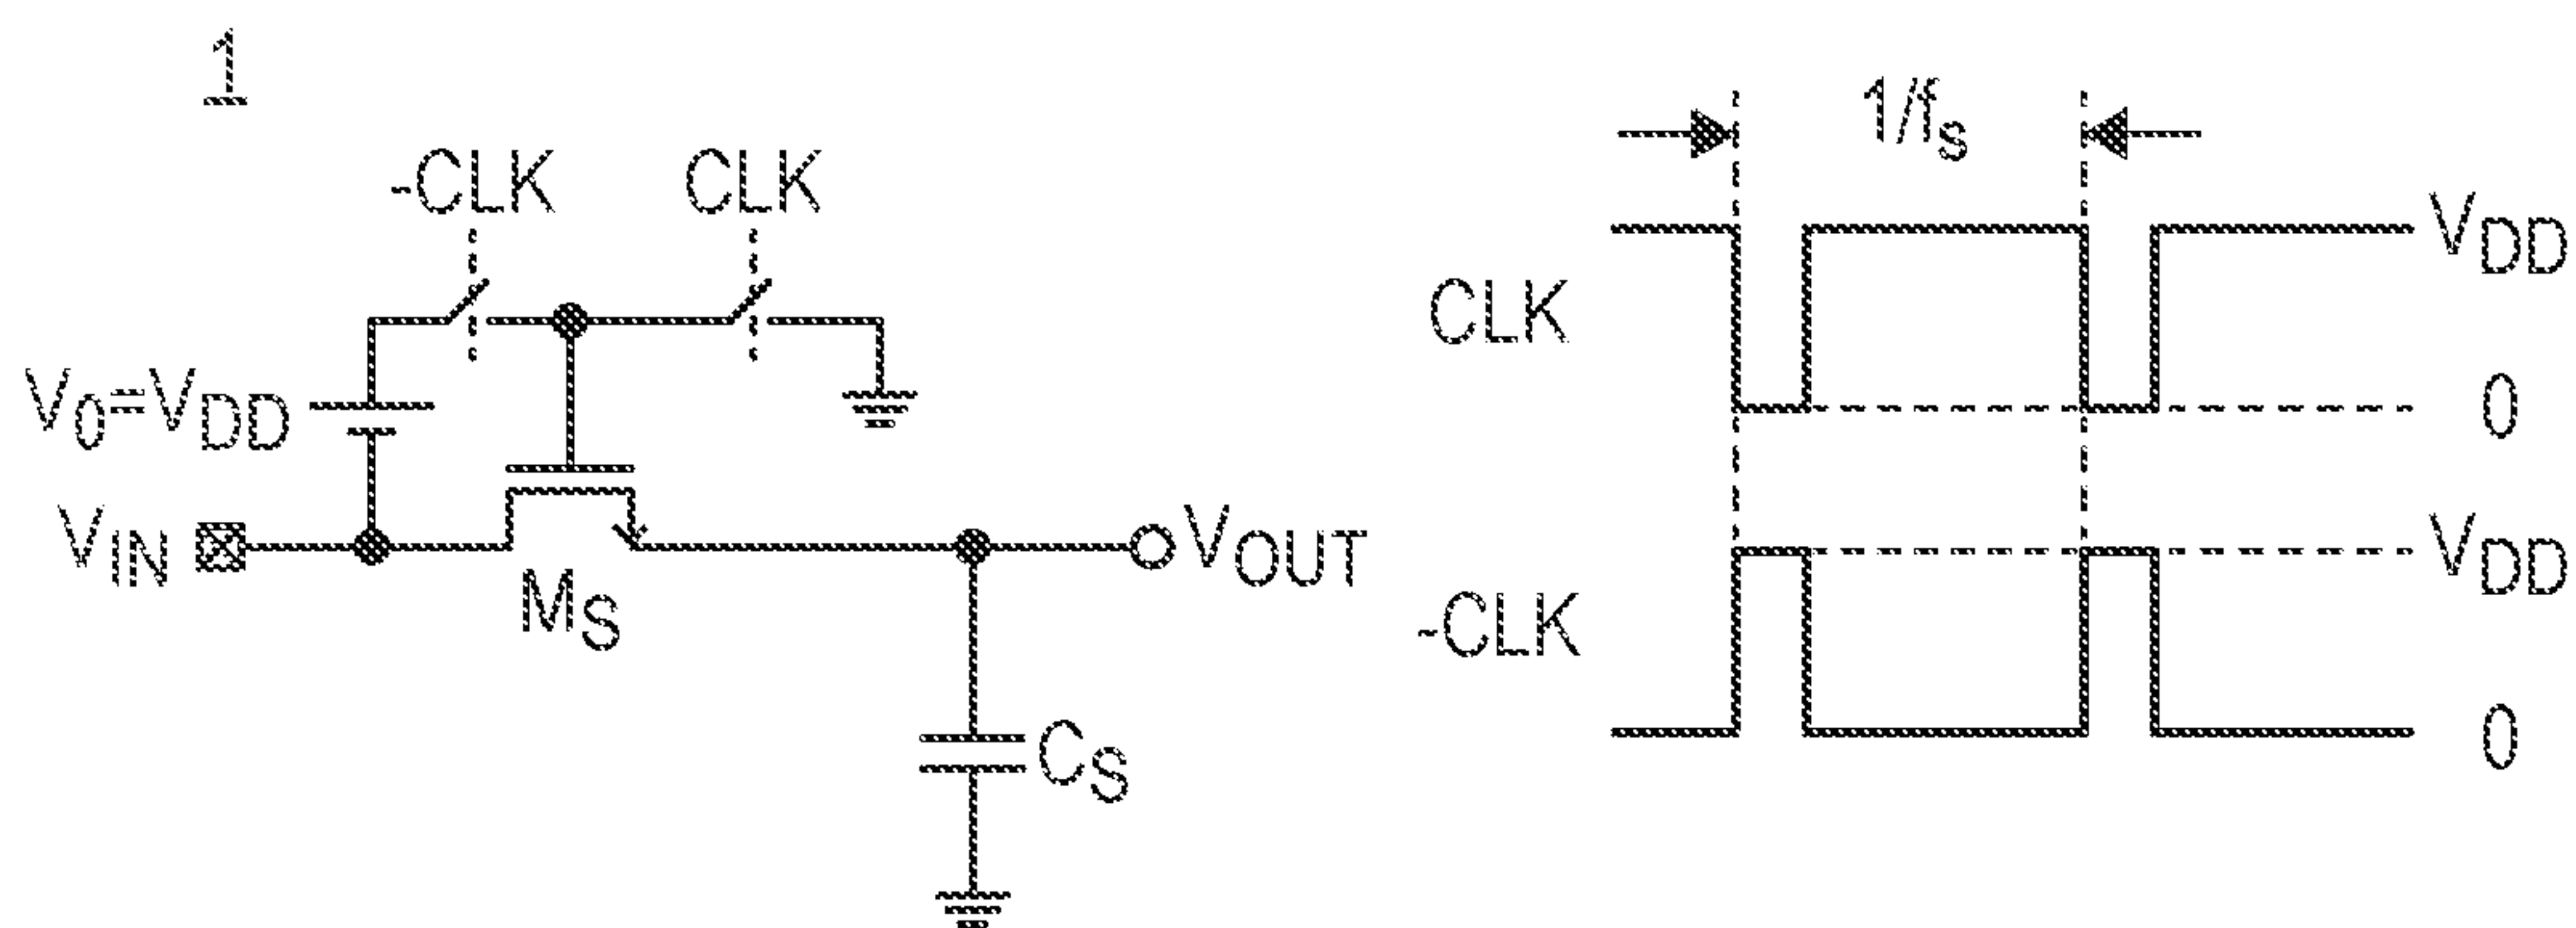 1
-CLK CLK
V0=VDD
VIN
MS
VOUT
CS
1/fs
CLK
VDD
0
-CLK
VDD
0